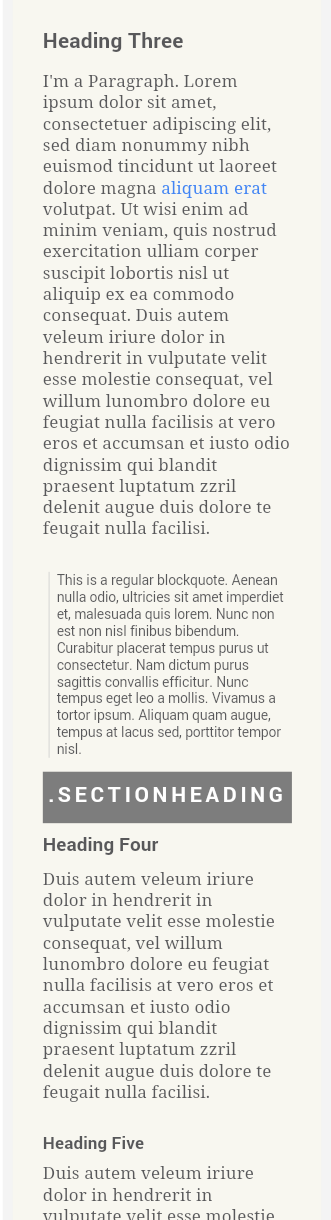 Heading Three
I'm a Paragraph. Lorem
ipsum dolor sit amet,
consectetuer adipiscing elit,
sed diam nonummy nibh
euismod tincidunt ut laoreet
dolore magna aliquam erat
volutpat. Ut wisi enim ad
minim veniam, quis nostrud
exercitation ulliam corper
suscipit lobortis nisl ut
aliquip ex ea commodo
consequat. Duis autem
veleum iriure dolor in
hendrerit in vulputate velit
esse molestie consequat, vel
willum lunombro dolore eu
feugiat nulla facilisis at vero
eros et accumsan et iusto odio
dignissim qui blandit
praesent luptatum zzril
delenit augue duis dolore te
feugait nulla facilisi.
This is a regular blockquote. Aenean
nulla odio, ultricies sit amet imperdiet
et, malesuada quis lorem. Nunc non
est non nisl finibus bibendum.
Curabitur placerat tempus purus ut
consectetur. Nam dictum purus
sagittis convallis efficitur. Nunc
tempus eget leo a mollis. Vivamus a
tortor ipsum. Aliquam quam augue,
tempus at lacus sed, porttitor tempor
nisl.
.SECTIONHEADING
Heading Four
Duis autem veleum iriure
dolor in hendrerit in
vulputate velit esse molestie
consequat, vel willum
lunombro dolore eu feugiat
nulla facilisis at vero eros et
accumsan et iusto odio
dignissim qui blandit
praesent luptatum zzril
delenit augue duis dolore te
feugait nulla facilisi.
Heading Five
Duis autem veleum iriure
dolor in hendrerit in
vulputate velit esse molestie